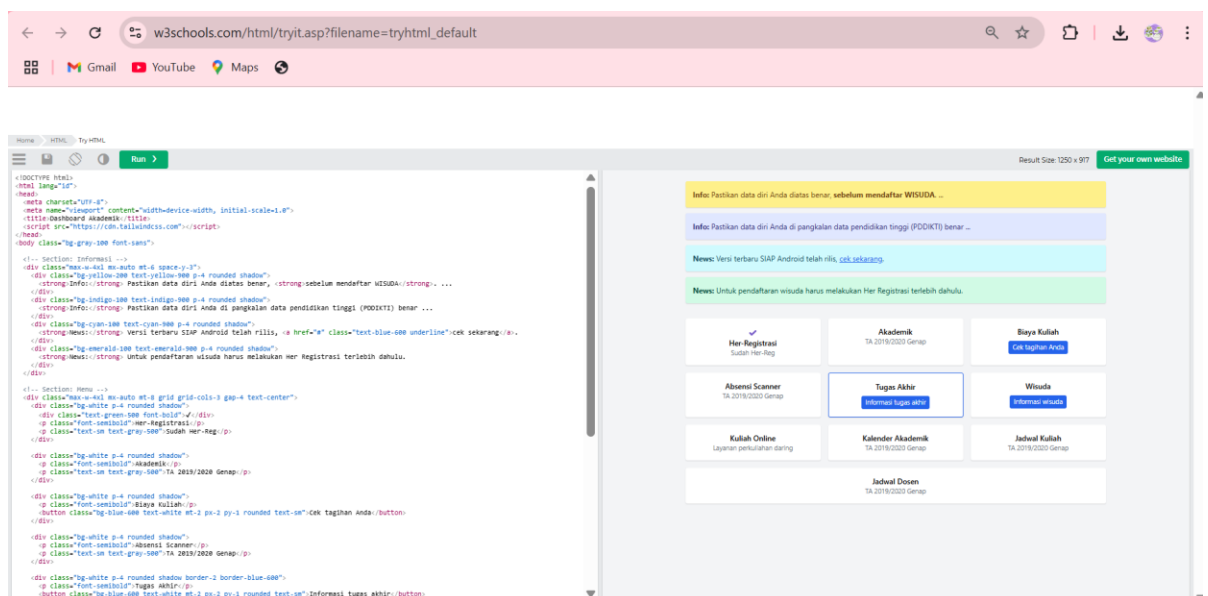 w3schools.com/html/tryit.asp?filename=tryhtml_default
Gmail YouTube Maps
Home HTML Try HTML
Run >
Result Size: 1250 x 917 Get your own website
<!DOCTYPE html>
<html lang="id">
<head>
<meta charset="UTF-8">
<meta name="viewport" content="width=device-width, initial-scale=1.0">
<title>Dashboard Akademik</title>
<script src="https://cdn.tailwindcss.com"></script>
</head>
<body class="bg-gray-100 font-sans">
<!-- Section: Informasi -->
<div class="max-w-4xl mx-auto mt-6 space-y-3">
<div class="bg-yellow-200 text-yellow-900 p-4 rounded shadow">
<strong>Info:</strong> Pastikan data diri Anda diatas benar, <strong>sebelum mendaftar WISUDA</strong>. ...
</div>
<div class="bg-indigo-100 text-indigo-900 p-4 rounded shadow">
<strong>Info:</strong> Pastikan data diri Anda di pangkalan data pendidikan tinggi (PDDIKTI) benar ...
</div>
<div class="bg-cyan-100 text-cyan-900 p-4 rounded shadow">
<strong>News:</strong> Versi terbaru SIAP Android telah rilis, <a href="#" class="text-blue-600 underline">cek sekarang</a>.
</div>
<div class="bg-emerald-100 text-emerald-900 p-4 rounded shadow">
<strong>News:</strong> Untuk pendaftaran wisuda harus melakukan Her Registrasi terlebih dahulu.
</div>
</div>
<!-- Section: Menu -->
<div class="max-w-4xl mx-auto mt-8 grid grid-cols-3 gap-4 text-center">
<div class="bg-white p-4 rounded shadow">
<div class="text-green-500 font-bold">✓</div>
<p class="font-semibold">Her-Registrasi</p>
<p class="text-sm text-gray-500">Sudah Her-Reg</p>
</div>
<div class="bg-white p-4 rounded shadow">
<p class="font-semibold">Akademik</p>
<p class="text-sm text-gray-500">TA 2019/2020 Genap</p>
</div>
<div class="bg-white p-4 rounded shadow">
<p class="font-semibold">Biaya Kuliah</p>
<button class="bg-blue-600 text-white mt-2 px-2 py-1 rounded text-sm">Cek tagihan Anda</button>
</div>
<div class="bg-white p-4 rounded shadow">
<p class="font-semibold">Absensi Scanner</p>
<p class="text-sm text-gray-500">TA 2019/2020 Genap</p>
</div>
<div class="bg-white p-4 rounded shadow border-2 border-blue-600">
<p class="font-semibold">Tugas Akhir</p>
<button class="bg-blue-600 text-white mt-2 px-2 py-1 rounded text-sm">Informasi tugas akhir</button>
Info: Pastikan data diri Anda diatas benar, sebelum mendaftar WISUDA. ...
Info: Pastikan data diri Anda di pangkalan data pendidikan tinggi (PDDIKTI) benar ...
News: Versi terbaru SIAP Android telah rilis, cek sekarang.
News: Untuk pendaftaran wisuda harus melakukan Her Registrasi terlebih dahulu.
✓
Her-Registrasi
Sudah Her-Reg
Akademik
TA 2019/2020 Genap
Biaya Kuliah
Cek tagihan Anda
Absensi Scanner
TA 2019/2020 Genap
Tugas Akhir
Informasi tugas akhir
Wisuda
Informasi wisuda
Kuliah Online
Layanan perkuliahan daring
Kalender Akademik
TA 2019/2020 Genap
Jadwal Kuliah
TA 2019/2020 Genap
Jadwal Dosen
TA 2019/2020 Genap